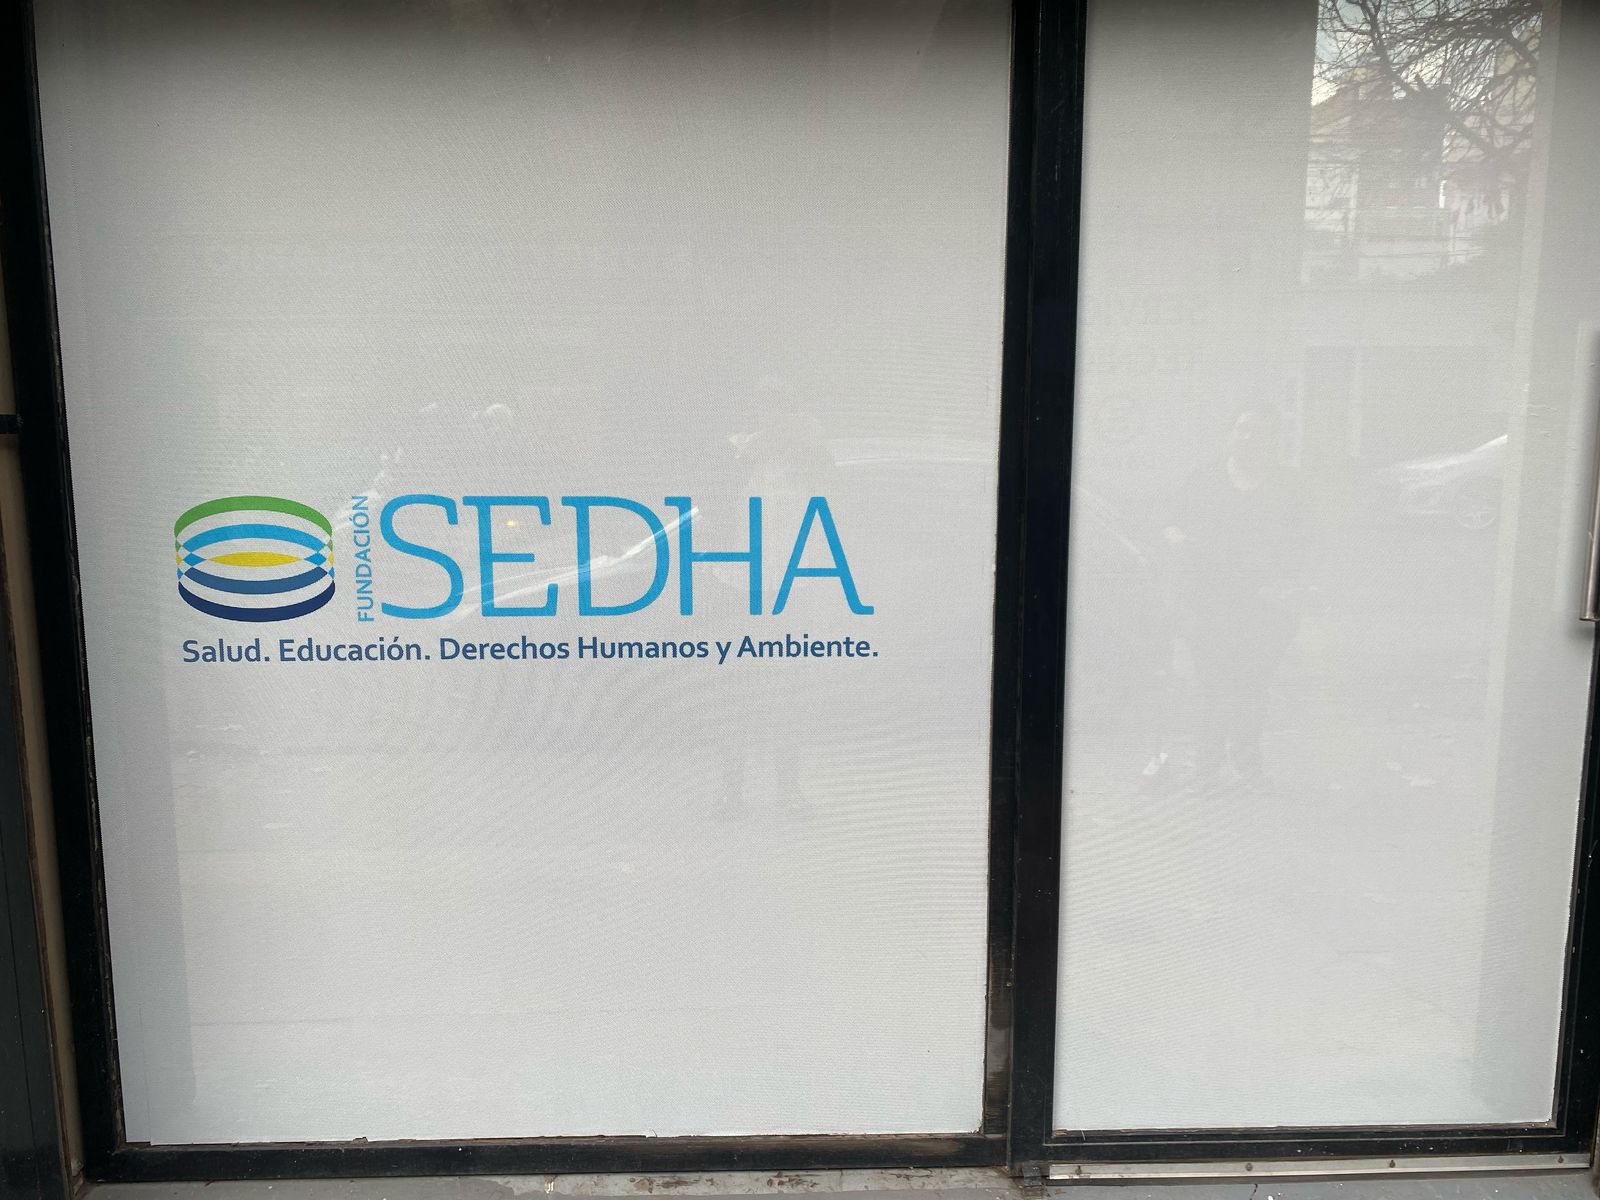 FUNDACIÓN
SEDHA
Salud. Educación. Derechos Humanos y Ambiente.